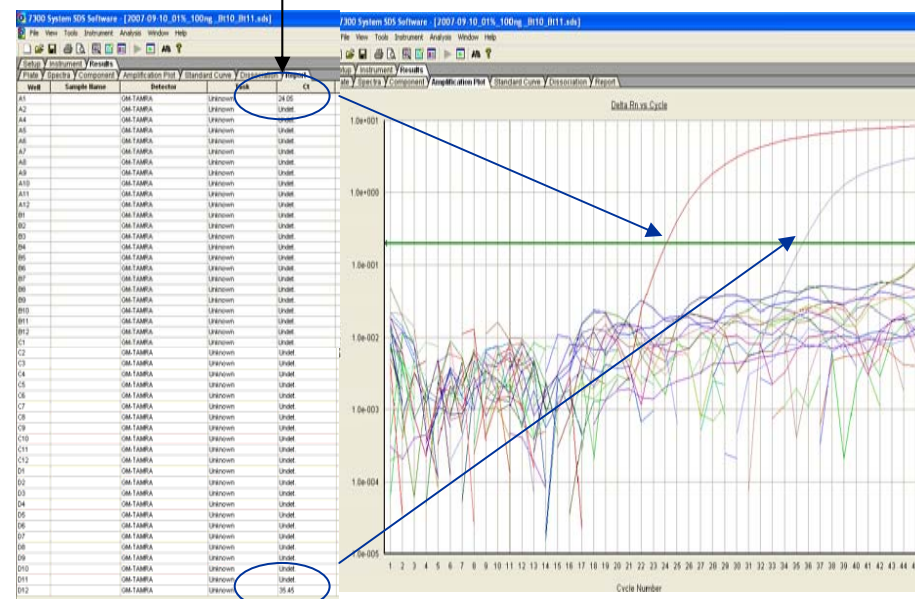 7300 System SDS Software - [2007-09-10_01%_100ng _Bt10_Bt11.sds]
File View Tools Instrument Analysis Window Help
Setup Instrument Results
Plate Spectra Component Amplification Plot Standard Curve Dissociation Report
Well Sample Name Detector Task Ct
A1 GM-TAMRA Unknown 24.05
A2 GM-TAMRA Unknown Undet.
A4 GM-TAMRA Unknown Undet.
A5 GM-TAMRA Unknown Undet.
A6 GM-TAMRA Unknown Undet.
A7 GM-TAMRA Unknown Undet.
A8 GM-TAMRA Unknown Undet.
A9 GM-TAMRA Unknown Undet.
A10 GM-TAMRA Unknown Undet.
A11 GM-TAMRA Unknown Undet.
A12 GM-TAMRA Unknown Undet.
B1 GM-TAMRA Unknown Undet.
B2 GM-TAMRA Unknown Undet.
B3 GM-TAMRA Unknown Undet.
B4 GM-TAMRA Unknown Undet.
B5 GM-TAMRA Unknown Undet.
B6 GM-TAMRA Unknown Undet.
B7 GM-TAMRA Unknown Undet.
B8 GM-TAMRA Unknown Undet.
B9 GM-TAMRA Unknown Undet.
B10 GM-TAMRA Unknown Undet.
B11 GM-TAMRA Unknown Undet.
B12 GM-TAMRA Unknown Undet.
C1 GM-TAMRA Unknown Undet.
C2 GM-TAMRA Unknown Undet.
C3 GM-TAMRA Unknown Undet.
C4 GM-TAMRA Unknown Undet.
C5 GM-TAMRA Unknown Undet.
C6 GM-TAMRA Unknown Undet.
C7 GM-TAMRA Unknown Undet.
C8 GM-TAMRA Unknown Undet.
C9 GM-TAMRA Unknown Undet.
C10 GM-TAMRA Unknown Undet.
C11 GM-TAMRA Unknown Undet.
C12 GM-TAMRA Unknown Undet.
D1 GM-TAMRA Unknown Undet.
D2 GM-TAMRA Unknown Undet.
D3 GM-TAMRA Unknown Undet.
D4 GM-TAMRA Unknown Undet.
D5 GM-TAMRA Unknown Undet.
D6 GM-TAMRA Unknown Undet.
D7 GM-TAMRA Unknown Undet.
D8 GM-TAMRA Unknown Undet.
D9 GM-TAMRA Unknown Undet.
D10 GM-TAMRA Unknown Undet.
D11 GM-TAMRA Unknown Undet.
D12 GM-TAMRA Unknown 35.45
7300 System SDS Software - [2007-09-10_01%_100ng _Bt10_Bt11.sds]
File View Tools Instrument Analysis Window Help
Instrument Results
Spectra Component Amplification Plot Standard Curve Dissociation Report
Delta Rn vs Cycle
1.0e+001
1.0e+000
1.0e-001
1.0e-002
1.0e-003
1.0e-004
1.0e-005
1 2 3 4 5 6 7 8 9 10 11 12 13 14 15 16 17 18 19 20 21 22 23 24 25 26 27 28 29 30 31 32 33 34 35 36 37 38 39 40 41 42 43 44
Cycle Number